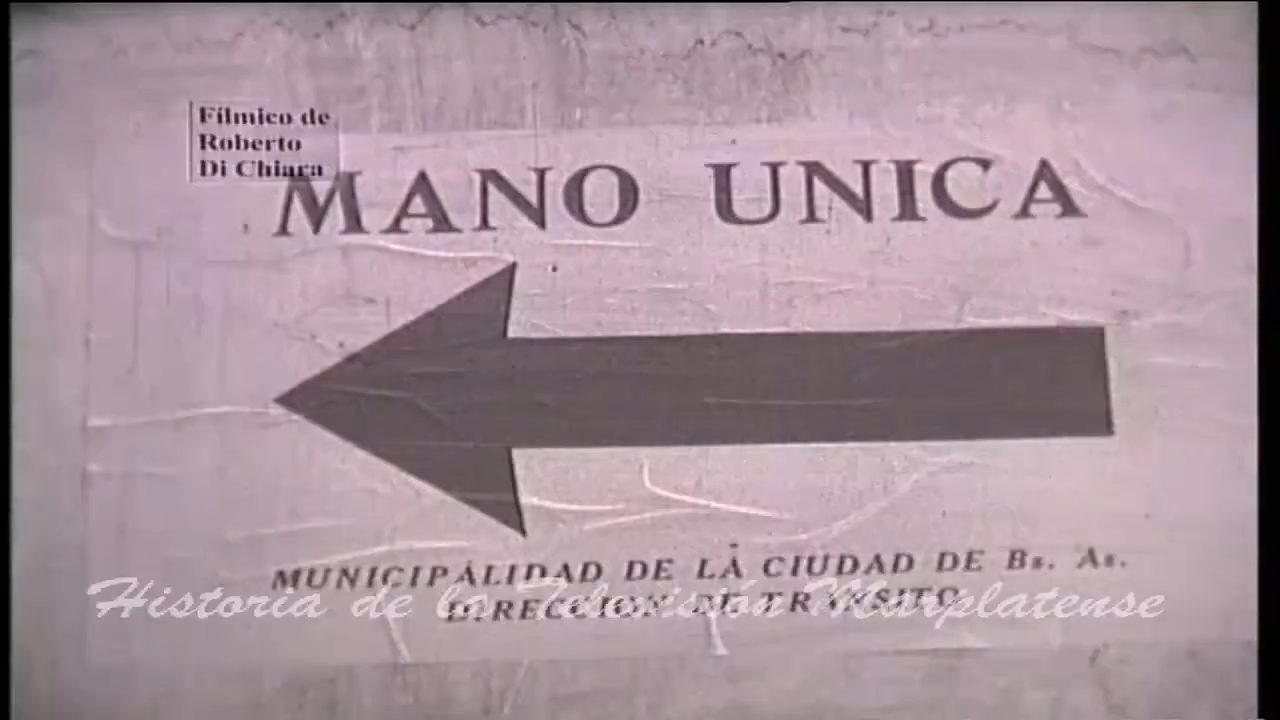 Fílmico de
Roberto
Di Chiara
MANO UNICA
MUNICIPALIDAD DE LA CIUDAD DE Bs. As.
DIRECCION DE TRANSITO
Historia de la Televisión Marplatense